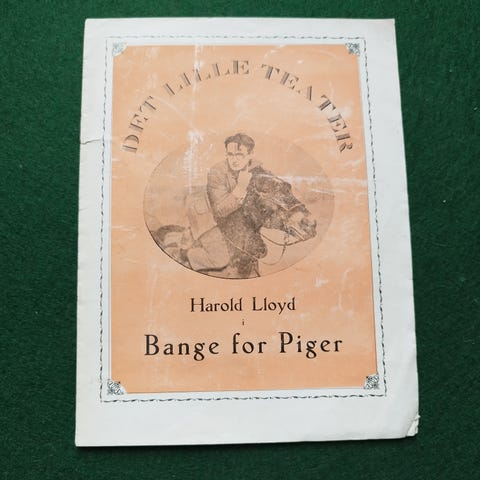 DET LILLE TEATER
Harold Lloyd
i
Bange for Piger